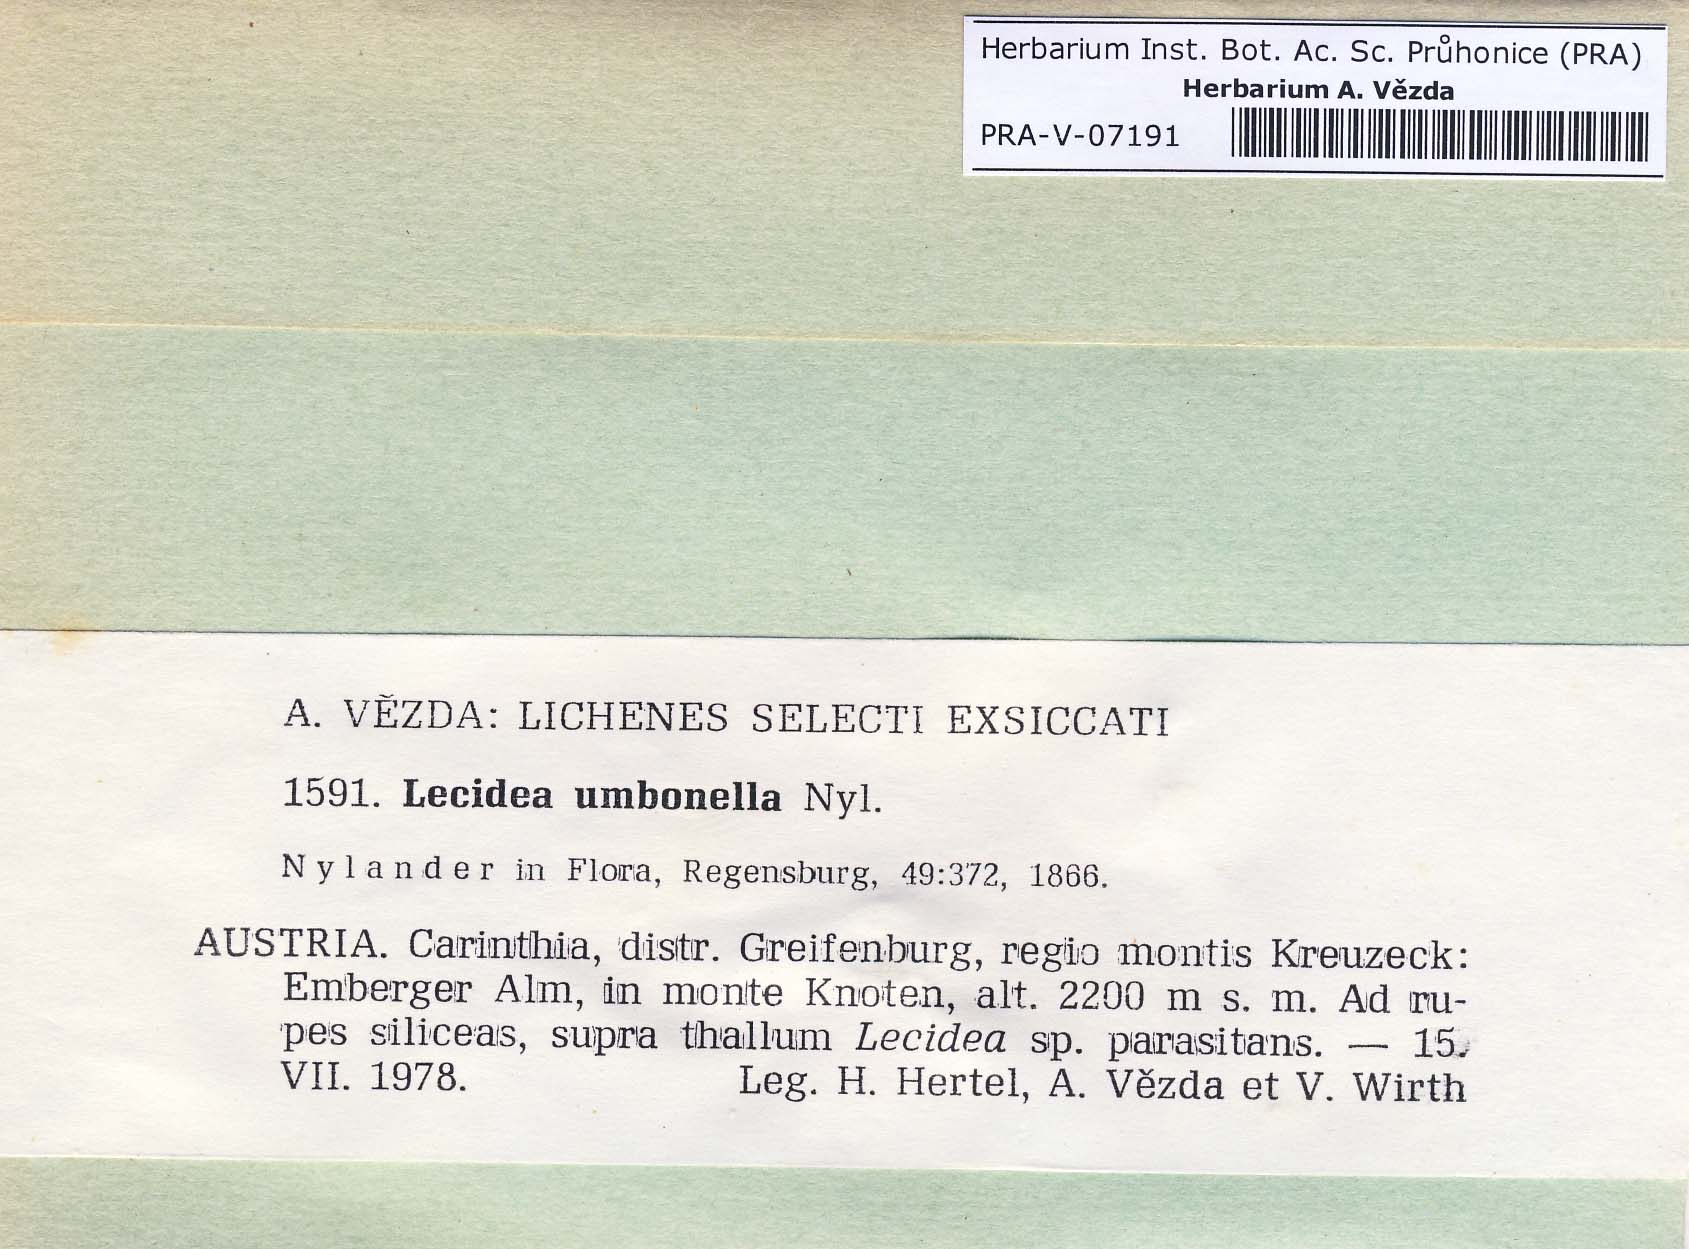 Herbarium Inst. Bot. Ac. Sc. Průhonice (PRA)
Herbarium A. Vězda
PRA-V-07191
A. VĚZDA: LICHENES SELECTI EXSICCATI
1591. Lecidea umbonella Nyl.
Nylander in Flora, Regensburg, 49:372, 1866.
AUSTRIA. Carinthia, distr. Greifenburg, regio montis Kreuzeck:
Emberger Alm, in monte Knoten, alt. 2200 m s. m. Ad ru-
pes siliceas, supra thallum Lecidea sp. parasitans. — 15.
VII. 1978. Leg. H. Hertel, A. Vězda et V. Wirth